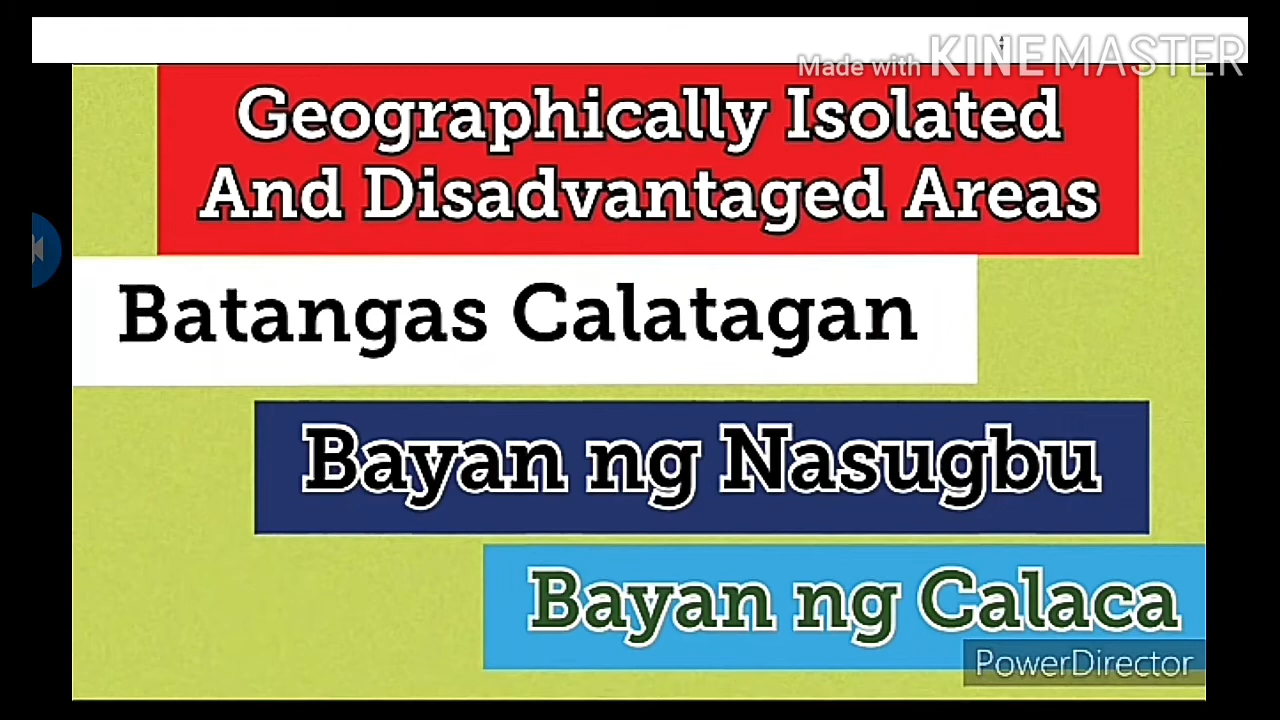 Made with KINEMASTER
Geographically Isolated
And Disadvantaged Areas
Batangas Calatagan
Bayan ng Nasugbu
Bayan ng Calaca
PowerDirector